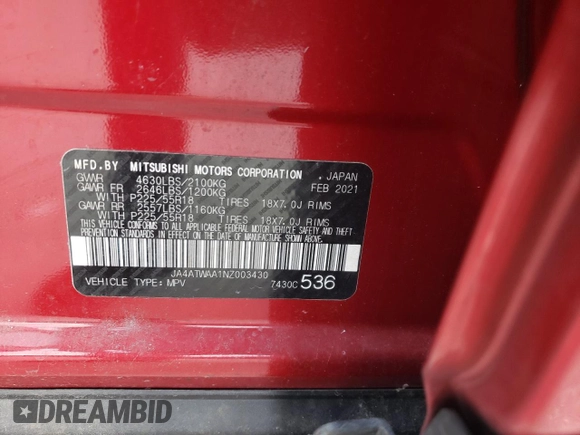 MFD.BY MITSUBISHI MOTORS CORPORATION . JAPAN
GVWR 4630LBS/2100KG FEB 2021
GAWR FR 2646LBS/1200KG
WITH P225/55R18 TIRES 18X7.0J RIMS
GAWR RR 2557LBS/1160KG
WITH P225/55R18 TIRES 18X7.0J RIMS
THIS VEHICLE CONFORMS TO ALL APPLICABLE FEDERAL MOTOR VEHICLE SAFETY AND THEFT
PREVENTION STANDARDS IN EFFECT ON THE DATE OF MANUFACTURE SHOWN ABOVE.
JA4ATWAA1NZ003430
VEHICLE TYPE: MPV 7430C 536
DREAMBID